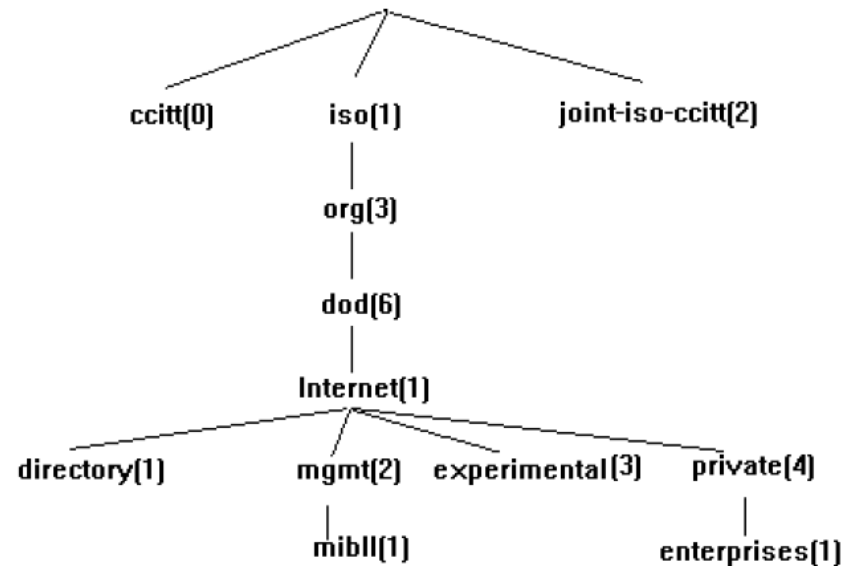 ccitt(0) iso(1) joint-iso-ccitt(2)
org(3)
dod(6)
Internet(1)
directory(1) mgmt(2) experimental(3) private(4)
mibII(1) enterprises(1)